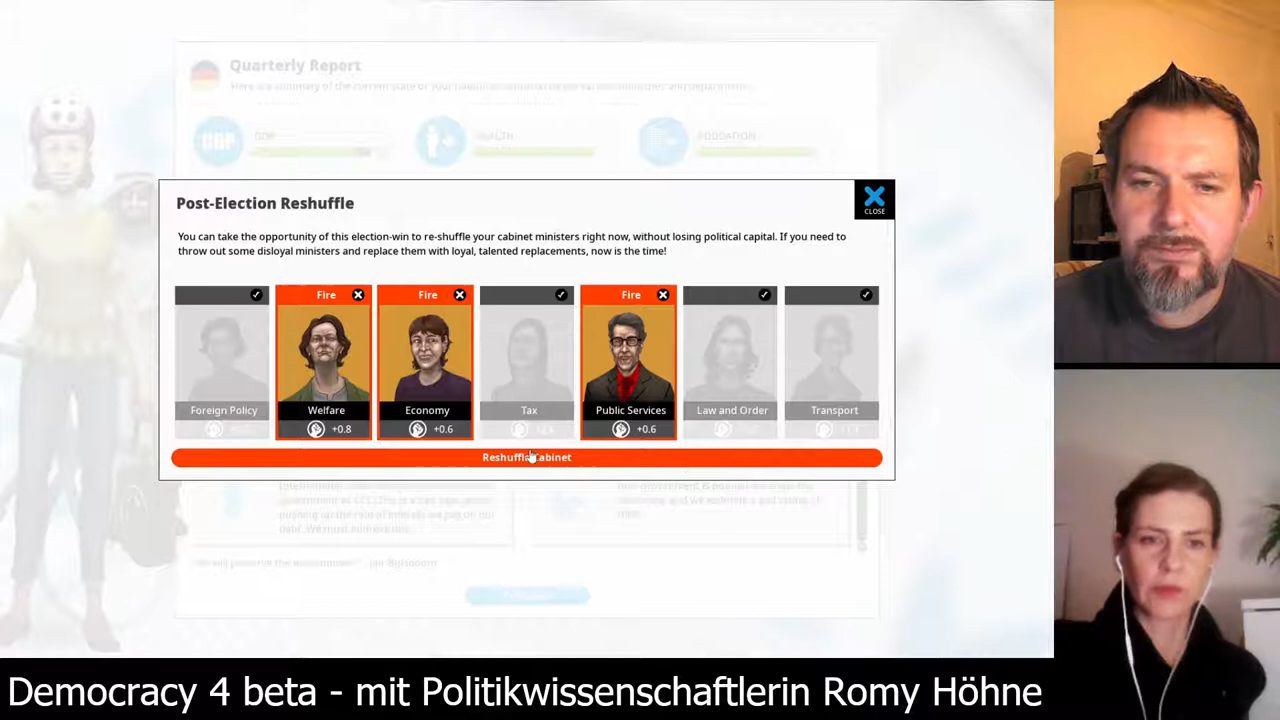 Quarterly Report
GDP
GDP
HEALTH
EDUCATION
Post-Election Reshuffle
CLOSE
You can take the opportunity of this election-win to re-shuffle your cabinet ministers right now, without losing political capital. If you need to
throw out some disloyal ministers and replace them with loyal, talented replacements, now is the time!
Fire
Fire
Fire
Foreign Policy
Welfare
Economy
Tax
Public Services
Law and Order
Transport
+0.8
+0.6
+0.6
Reshuffle Cabinet
Democracy 4 beta - mit Politikwissenschaftlerin Romy Höhne